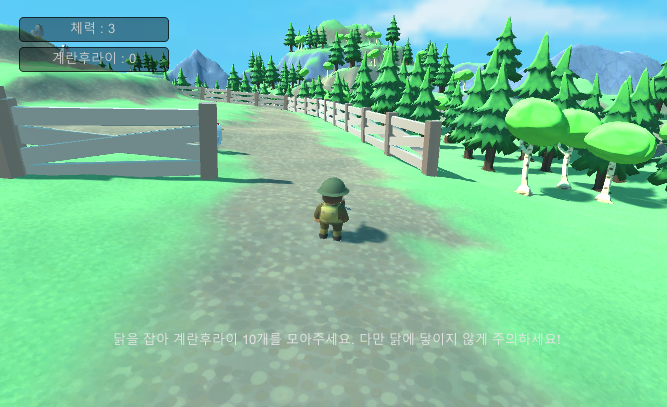 체력 : 3
계란후라이 : 0
닭을 잡아 계란후라이 10개를 모아주세요. 다만 닭에 닿이지 않게 주의하세요!